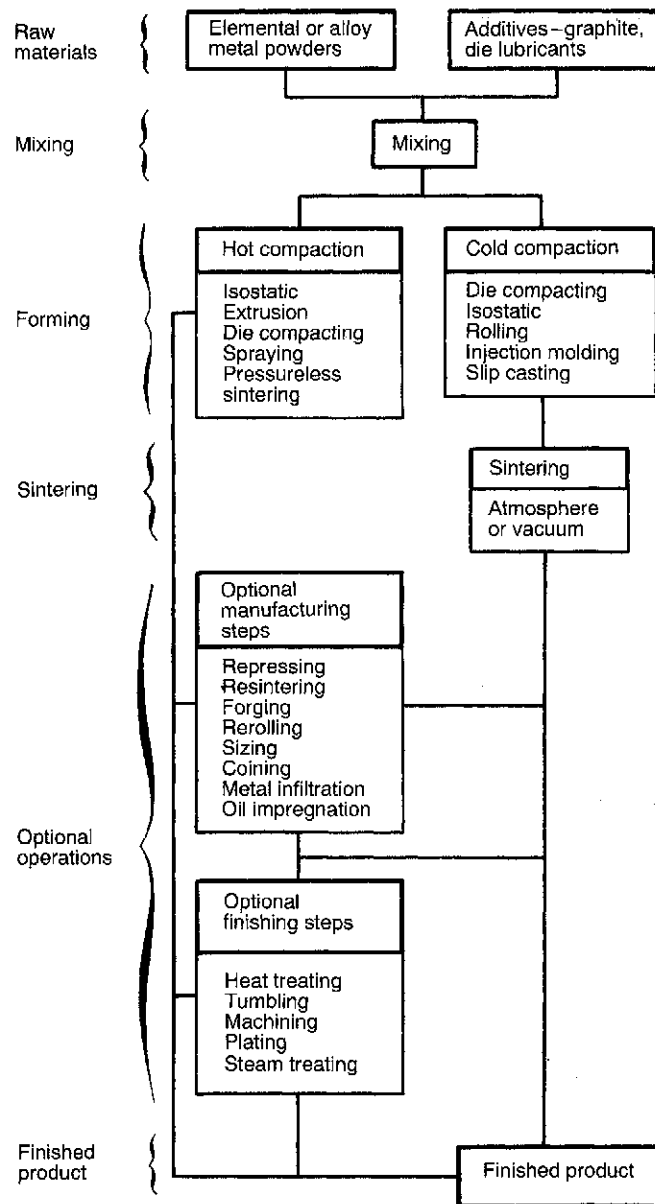 Raw
materials
Elemental or alloy
metal powders
Additives–graphite,
die lubricants
Mixing
Mixing
Forming
Hot compaction
Isostatic
Extrusion
Die compacting
Spraying
Pressureless
sintering
Cold compaction
Die compacting
Isostatic
Rolling
Injection molding
Slip casting
Sintering
Sintering
Atmosphere
or vacuum
Optional
operations
Optional
manufacturing
steps
Repressing
Resintering
Forging
Rerolling
Sizing
Coining
Metal infiltration
Oil impregnation
Optional
finishing steps
Heat treating
Tumbling
Machining
Plating
Steam treating
Finished
product
Finished product